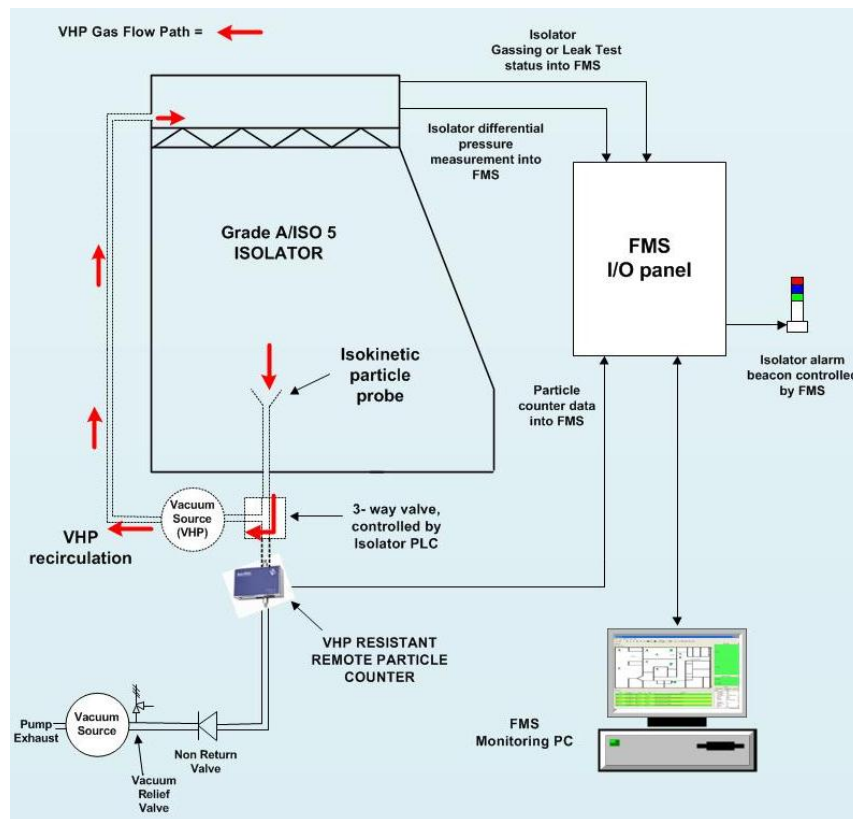 VHP Gas Flow Path =
Isolator
Gassing or Leak Test
status into FMS
Isolator differential
pressure
measurement into
FMS
Grade A/ISO 5
ISOLATOR
FMS
I/O panel
Isokinetic
particle
probe
Particle
counter data
into FMS
Isolator alarm
beacon controlled
by FMS
Vacuum
Source
(VHP)
3- way valve,
controlled by
Isolator PLC
VHP
recirculation
VHP RESISTANT
REMOTE PARTICLE
COUNTER
Pump
Exhaust
Vacuum
Source
Non Return
Valve
Vacuum
Relief
Valve
FMS
Monitoring PC